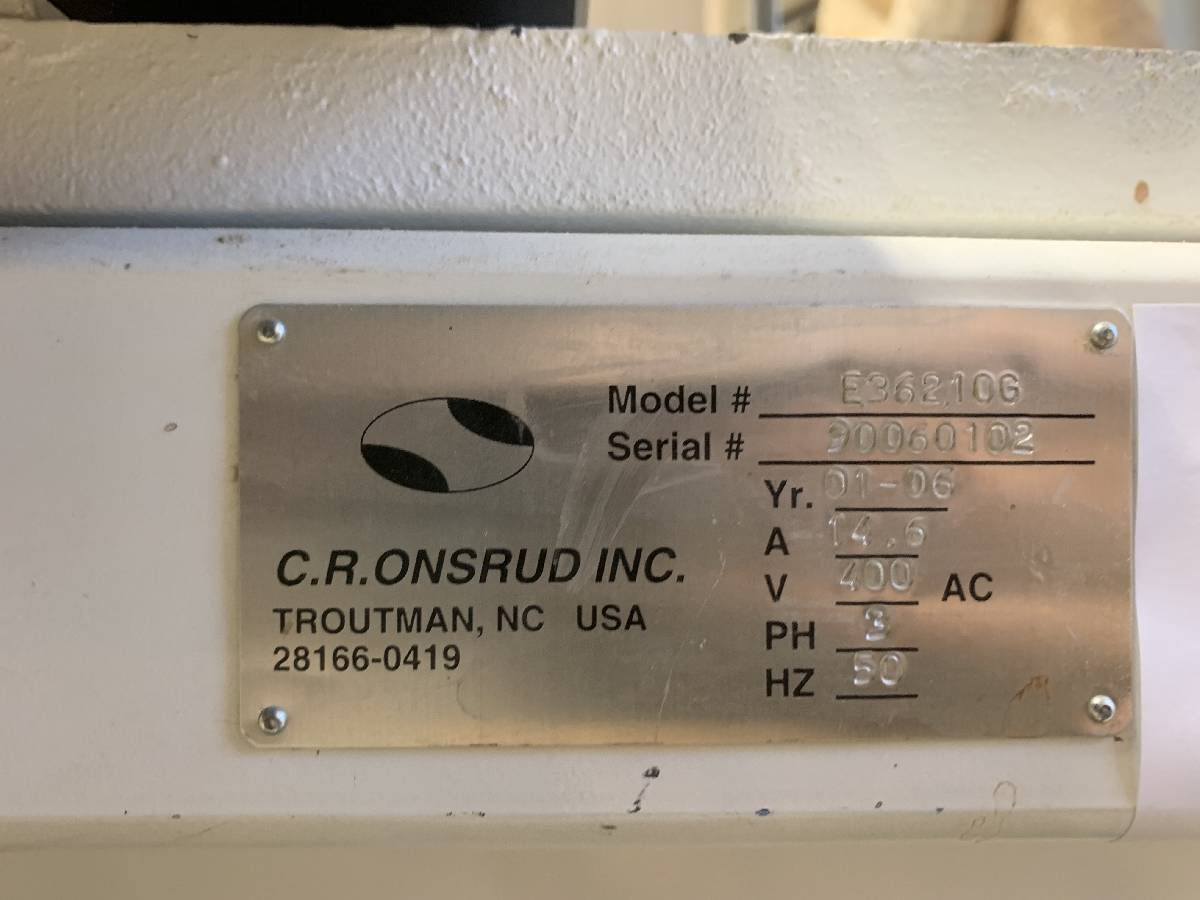 Model # E36210G
Serial # 90060102
Yr. 01-06
A 14.6
V 400 AC
PH 3
HZ 50
C.R.ONSRUD INC.
TROUTMAN, NC USA
28166-0419